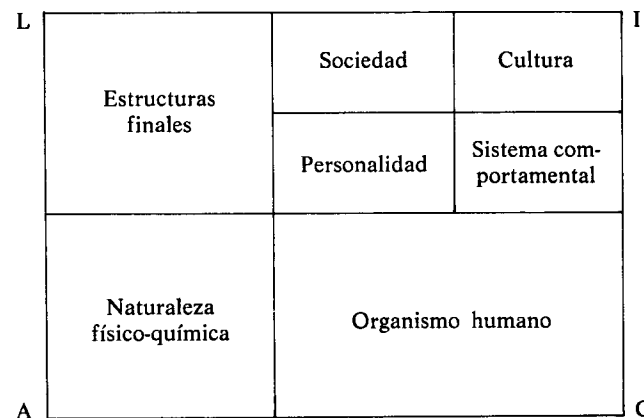 L
I
Estructuras
finales
Sociedad
Cultura
Personalidad
Sistema com-
portamental
Naturaleza
físico-química
Organismo humano
A